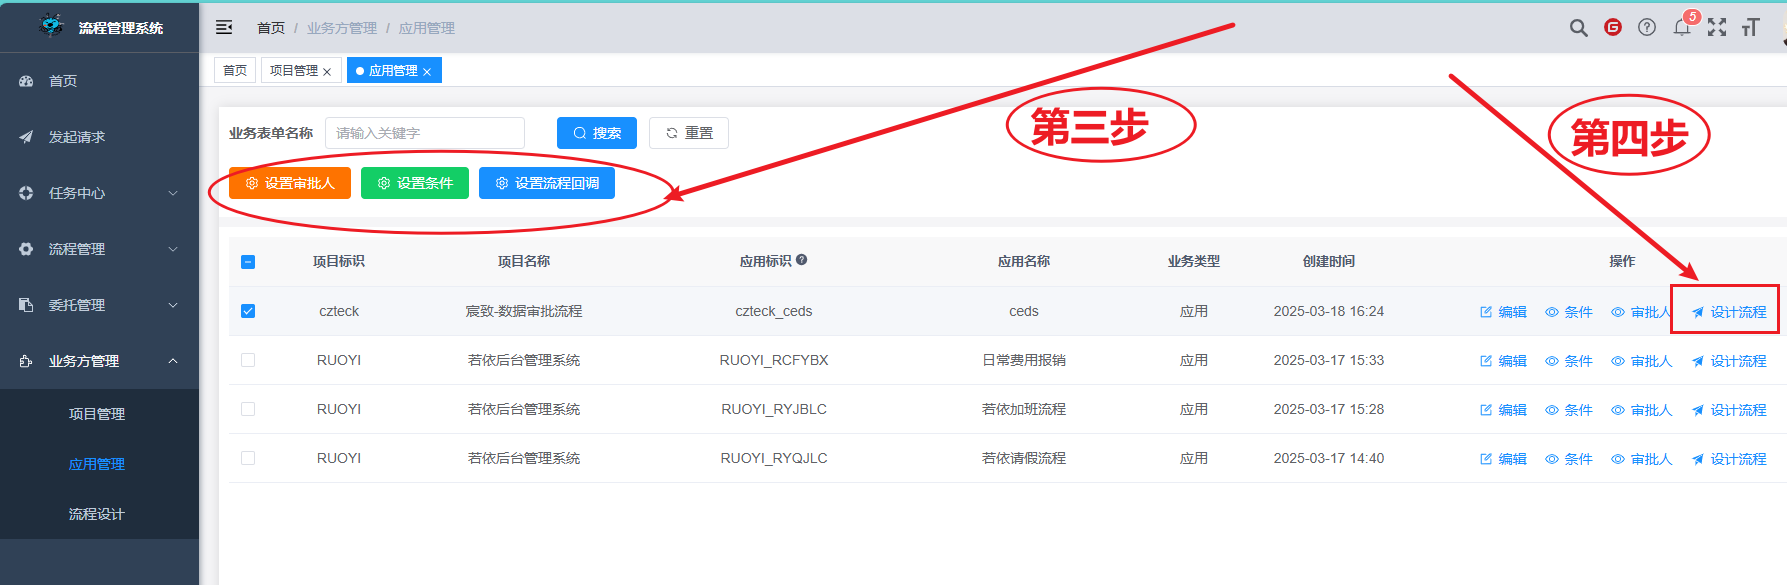 流程管理系统
首页 / 业务方管理 / 应用管理
5
首页
项目管理 ×
应用管理 ×
首页
发起请求
任务中心
流程管理
委托管理
业务方管理
项目管理
应用管理
流程设计
业务表单名称 请输入关键字 搜索 重置
设置审批人 设置条件 设置流程回调
第三步
第四步
项目标识 项目名称 应用标识 应用名称 业务类型 创建时间 操作
czteck 宸致-数据审批流程 czteck_ceds ceds 应用 2025-03-18 16:24 编辑 条件 审批人 设计流程
RUOYI 若依后台管理系统 RUOYI_RCFYBX 日常费用报销 应用 2025-03-17 15:33 编辑 条件 审批人 设计流程
RUOYI 若依后台管理系统 RUOYI_RYJBLC 若依加班流程 应用 2025-03-17 15:28 编辑 条件 审批人 设计流程
RUOYI 若依后台管理系统 RUOYI_RYQJLC 若依请假流程 应用 2025-03-17 14:40 编辑 条件 审批人 设计流程